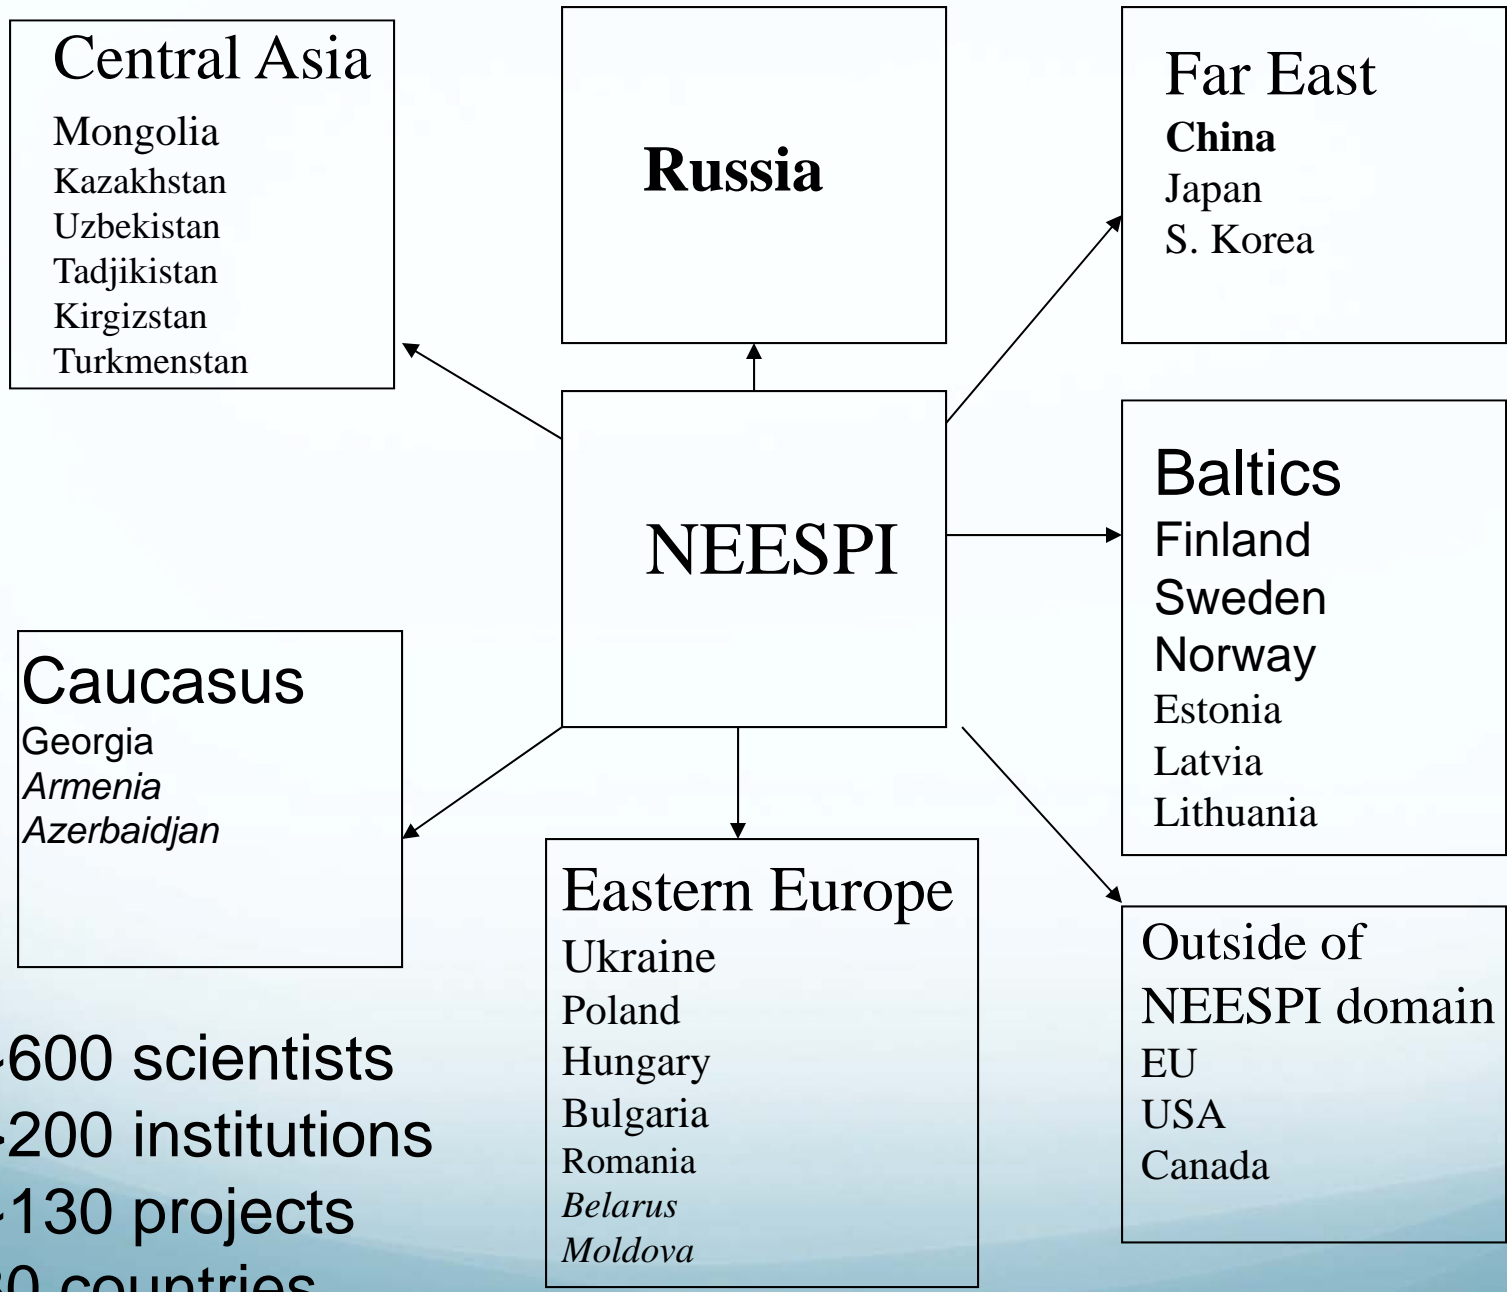 Central Asia
Mongolia
Kazakhstan
Uzbekistan
Tadjikistan
Kirgizstan
Turkmenstan
Russia
Far East
China
Japan
S. Korea
NEESPI
Baltics
Finland
Sweden
Norway
Estonia
Latvia
Lithuania
Caucasus
Georgia
Armenia
Azerbaidjan
Eastern Europe
Ukraine
Poland
Hungary
Bulgaria
Romania
Belarus
Moldova
Outside of
NEESPI domain
EU
USA
Canada
600 scientists
200 institutions
130 projects
countries